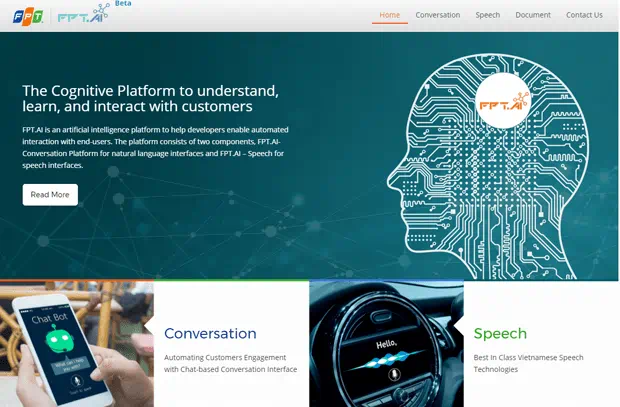 FPT
FPT.AI
Beta
Home Conversation Speech Document Contact Us
The Cognitive Platform to understand,
learn, and interact with customers
FPT.AI is an artificial intelligence platform to help developers enable automated
interaction with end-users. The platform consists of two components, FPT.AI-
Conversation Platform for natural language interfaces and FPT.AI – Speech for
speech interfaces.
Read More
FPT.AI
Chat Bot
Conversation
Automating Customers Engagement
with Chat-based Conversation Interface
Hello,
Speech
Best In Class Vietnamese Speech
Technologies